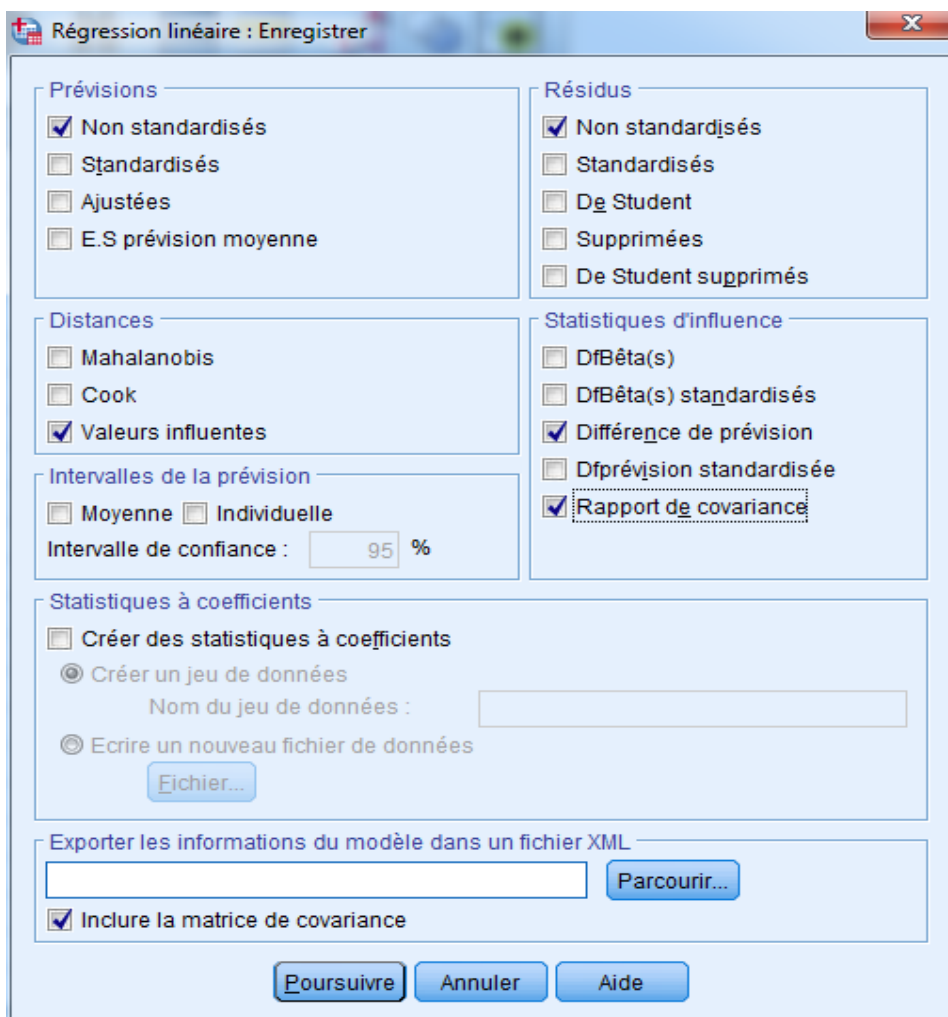 Régression linéaire : Enregistrer
Prévisions
Non standardisés
Standardisés
Ajustées
E.S prévision moyenne
Résidus
Non standardisés
Standardisés
De Student
Supprimées
De Student supprimés
Distances
Mahalanobis
Cook
Valeurs influentes
Statistiques d'influence
DfBêta(s)
DfBêta(s) standardisés
Différence de prévision
Dfprévision standardisée
Rapport de covariance
Intervalles de la prévision
Moyenne Individuelle
Intervalle de confiance : 95 %
Statistiques à coefficients
Créer des statistiques à coefficients
Créer un jeu de données
Nom du jeu de données :
Ecrire un nouveau fichier de données
Fichier...
Exporter les informations du modèle dans un fichier XML
Parcourir...
Inclure la matrice de covariance
Poursuivre Annuler Aide